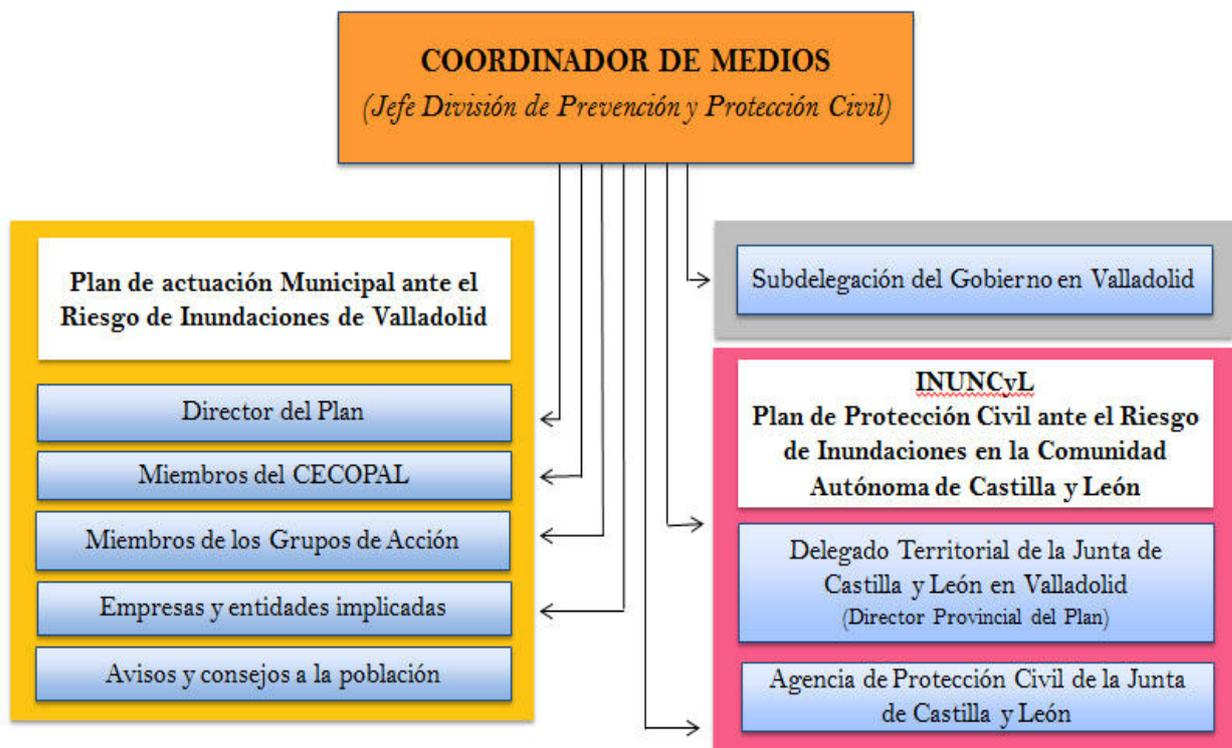 COORDINADOR DE MEDIOS
(Jefe División de Prevención y Protección Civil)
Plan de actuación Municipal ante el
Riesgo de Inundaciones de Valladolid
Director del Plan
Miembros del CECOPAL
Miembros de los Grupos de Acción
Empresas y entidades implicadas
Avisos y consejos a la población
Subdelegación del Gobierno en Valladolid
INUNCyL
Plan de Protección Civil ante el Riesgo
de Inundaciones en la Comunidad
Autónoma de Castilla y León
Delegado Territorial de la Junta de
Castilla y León en Valladolid
(Director Provincial del Plan)
Agencia de Protección Civil de la Junta
de Castilla y León